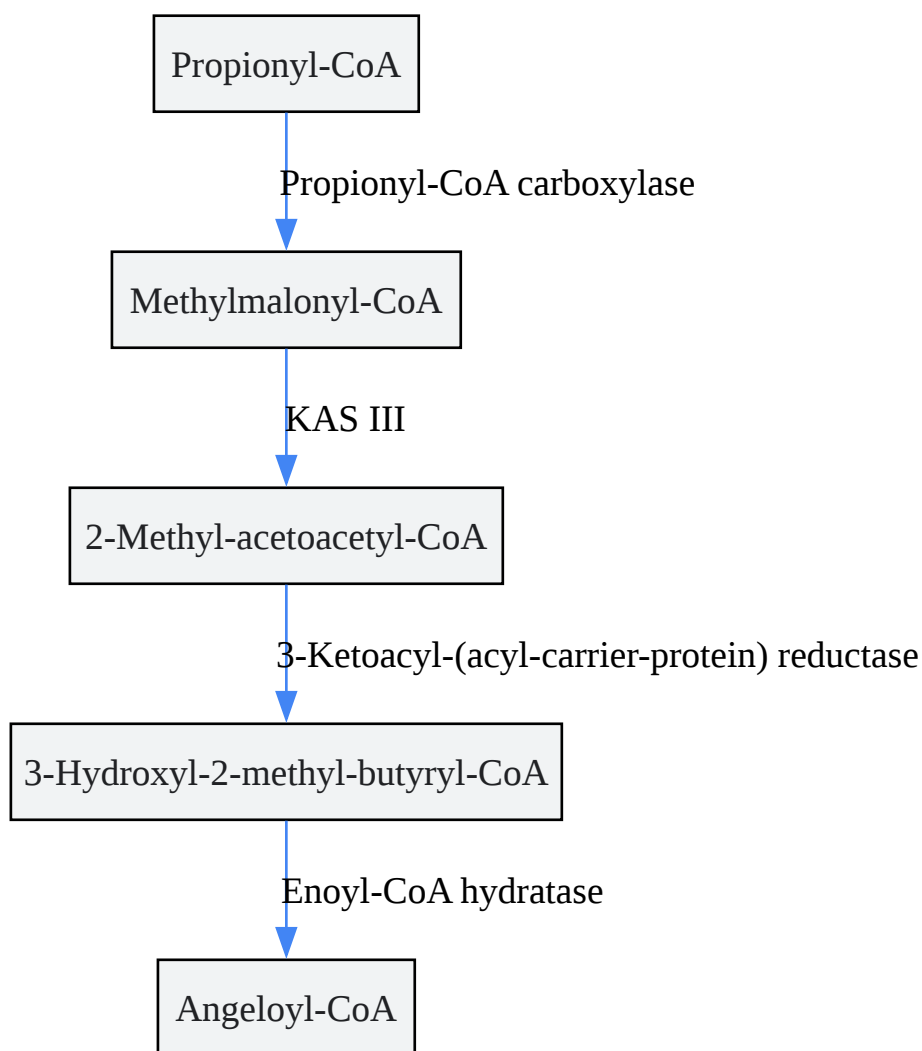 Propionyl-CoA
Propionyl-CoA carboxylase
Methylmalonyl-CoA
KAS III
2-Methyl-acetoacetyl-CoA
3-Ketoacyl-(acyl-carrier-protein) reductase
3-Hydroxyl-2-methyl-butyryl-CoA
Enoyl-CoA hydratase
Angeloyl-CoA